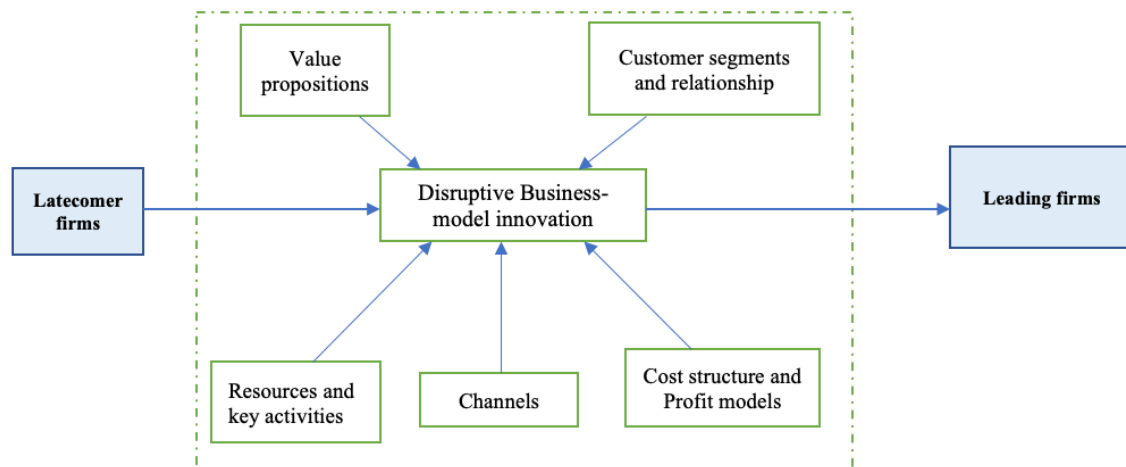 Value
propositions
Customer segments
and relationship
Latecomer
firms
Disruptive Business-
model innovation
Leading firms
Resources and
key activities
Channels
Cost structure and
Profit models